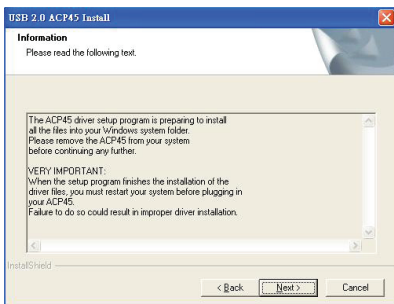 USB 2.0 ACP45 Install
Information
Please read the following text.
The ACP45 driver setup program is preparing to install
all the files into your Windows system folder.
Please remove the ACP45 from your system
before continuing any further.
VERY IMPORTANT:
When the setup program finishes the installation of the
driver files, you must restart your system before plugging in
your ACP45.
Failure to do so could result in improper driver installation.
InstallShield
< Back Next > Cancel